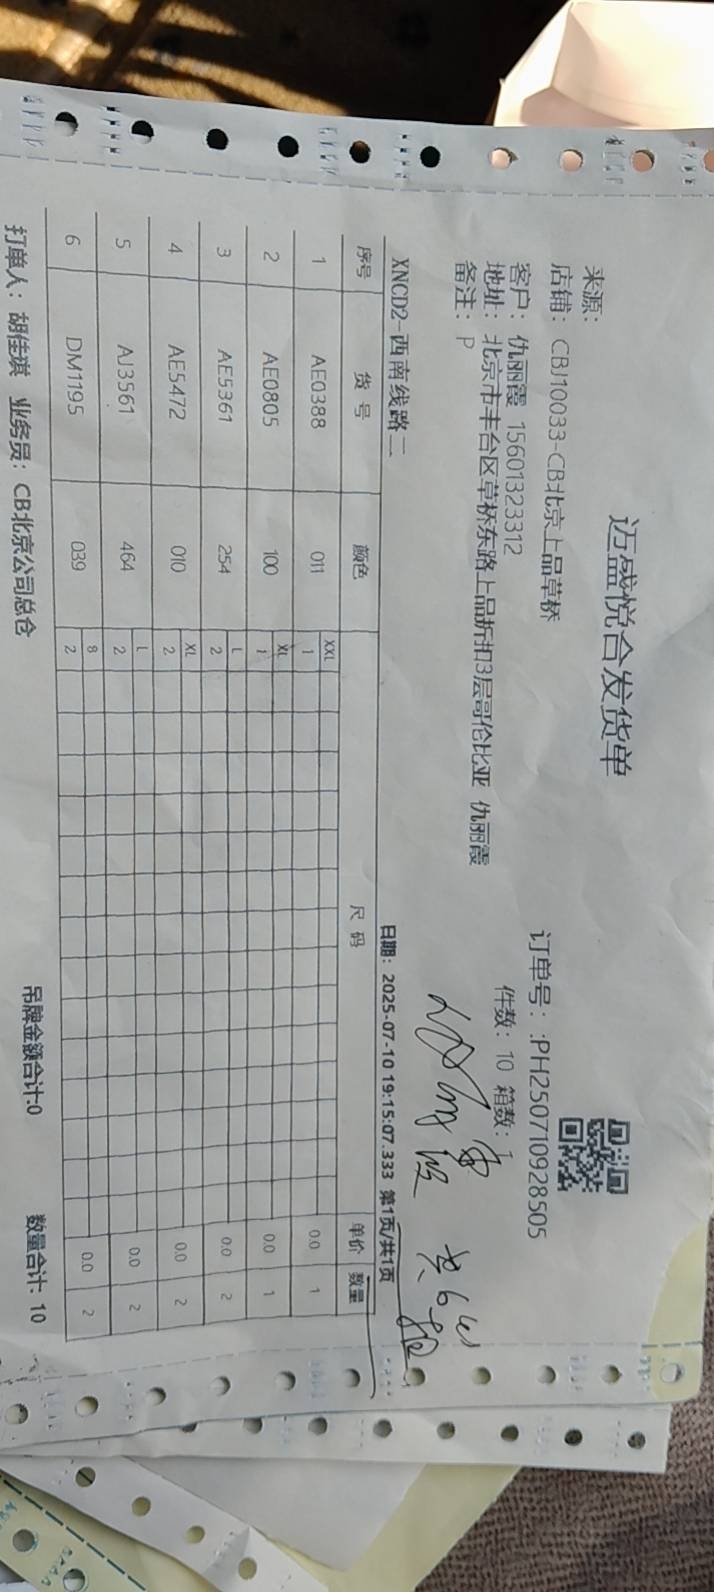 迈盛悦合发货单
来源：
店铺：CBJ10033-CB北京上品草桥
订单号：:PH250710928505
客户：仇丽霞 15601323312
件数：10 箱数：1
地址：北京市丰台区草桥东路上品折扣3层哥伦比亚 仇丽霞
备注：P
XNCD2-西南线路二
日期：2025-07-10 19:15:07.333 第1页/共1页
序号 货号 颜色 尺码 单价 数量
1 AE0388 011 XXL 1 0.0 1
2 AE0805 100 XL 1 0.0 1
3 AE5361 254 L 2 0.0 2
4 AE5472 010 XL 2 0.0 2
5 AJ3561 464 L 2 0.0 2
6 DM1195 039 8 2 0.0 2
打单人：胡佳祺 业务员：CB北京公司总仓 吊牌金额合计:0 数量合计：10